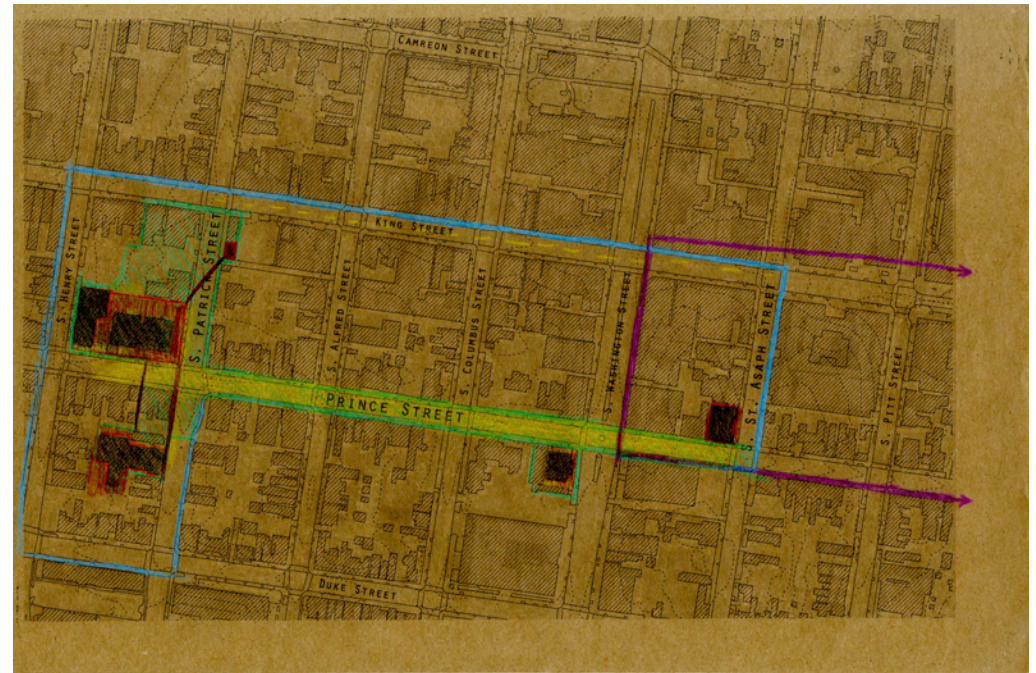 CAMREON STREET
KING STREET
S. HENRY STREET
S. PATRICK STREET
S. ALFRED STREET
S. COLUMBUS STREET
S. WASHINGTON STREET
S. ST. ASAPH STREET
S. PITT STREET
PRINCE STREET
DUKE STREET